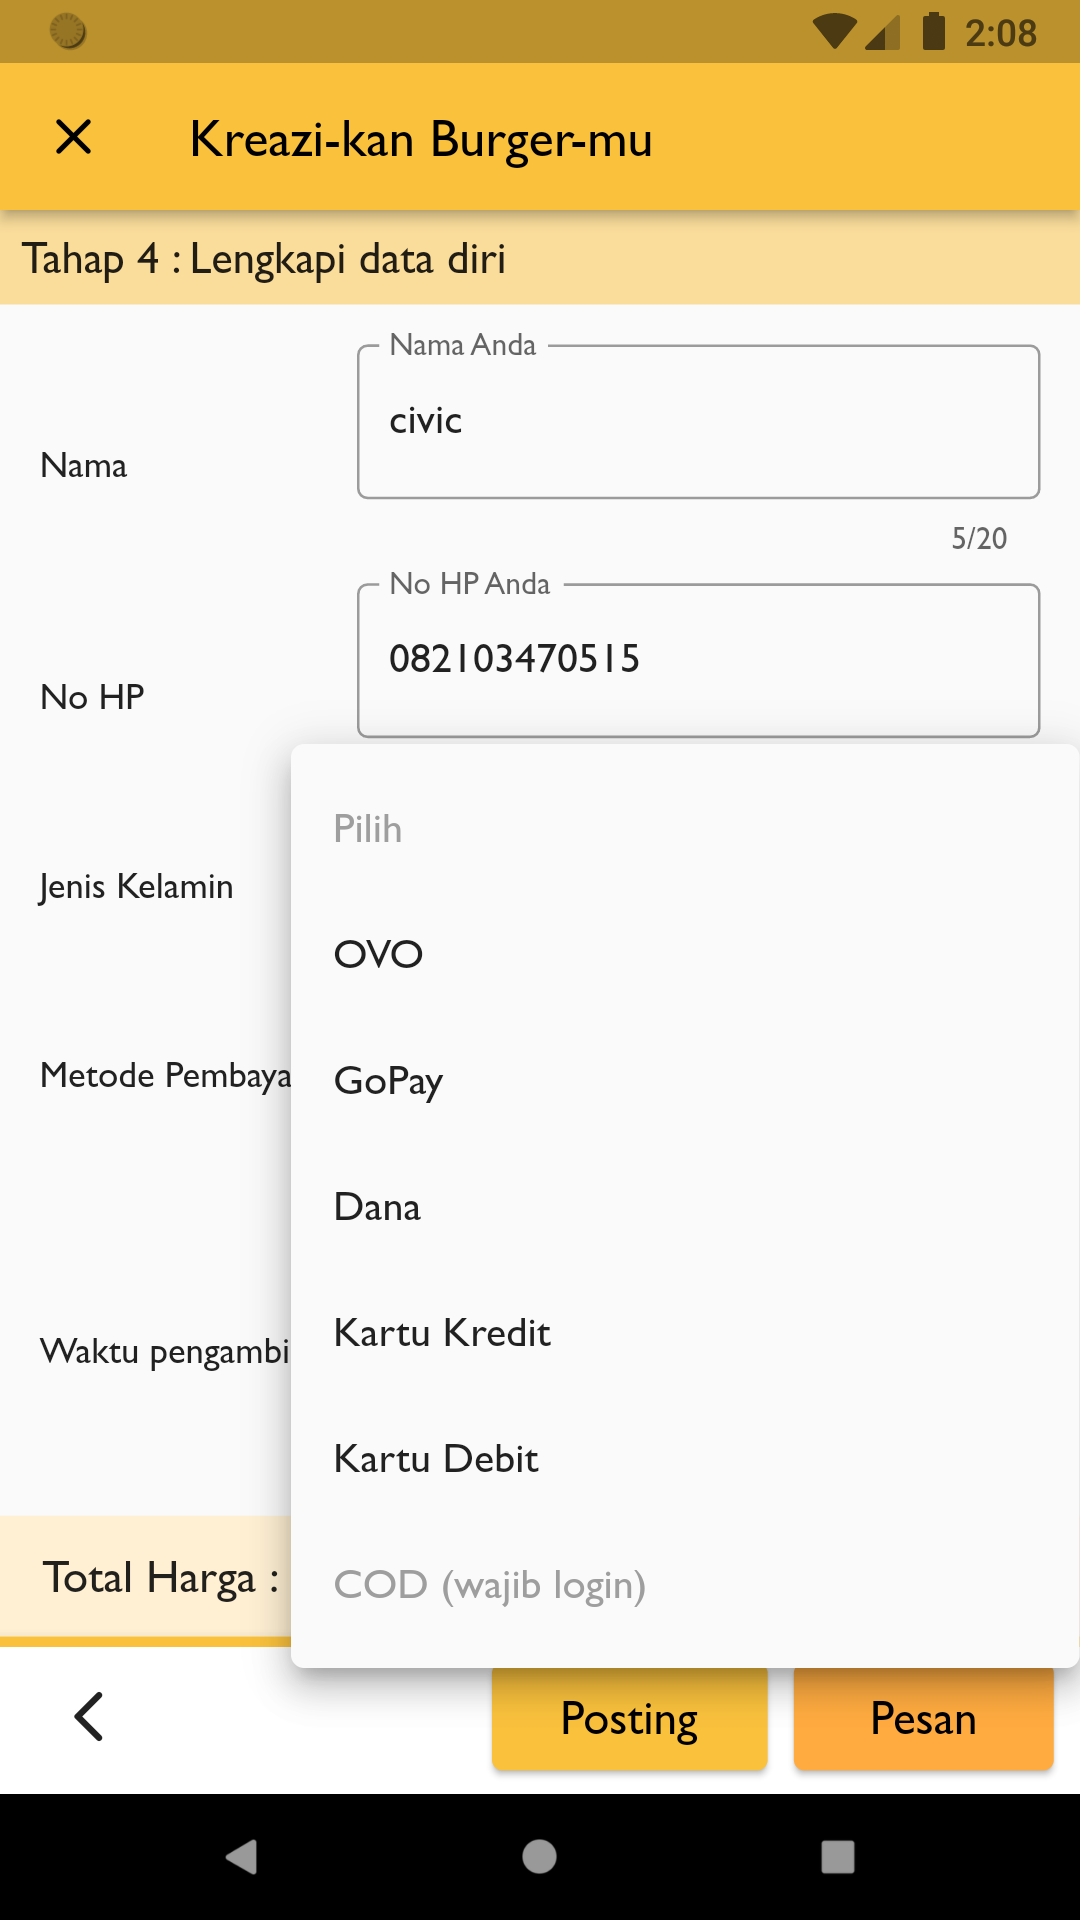 2:08
Kreazi-kan Burger-mu
Tahap 4 : Lengkapi data diri
Nama Anda
civic
Nama
5/20
No HP Anda
082103470515
No HP
Pilih
Jenis Kelamin
OVO
Metode Pembaya
GoPay
Dana
Kartu Kredit
Waktu pengambi
Kartu Debit
Total Harga :
COD (wajib login)
Posting
Pesan